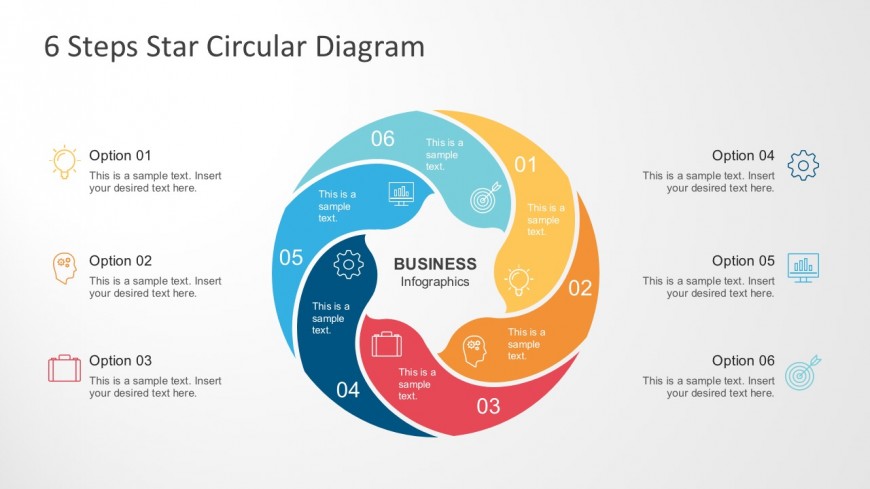 6 Steps Star Circular Diagram
Option 01
This is a sample text. Insert
your desired text here.
Option 02
This is a sample text. Insert
your desired text here.
Option 03
This is a sample text. Insert
your desired text here.
06
This is a
sample
text.
01
This is a
sample
text.
05
This is a
sample
text.
BUSINESS
Infographics
02
This is a
sample
text.
04
This is a
sample
text.
03
This is a
sample
text.
Option 04
This is a sample text. Insert
your desired text here.
Option 05
This is a sample text. Insert
your desired text here.
Option 06
This is a sample text. Insert
your desired text here.